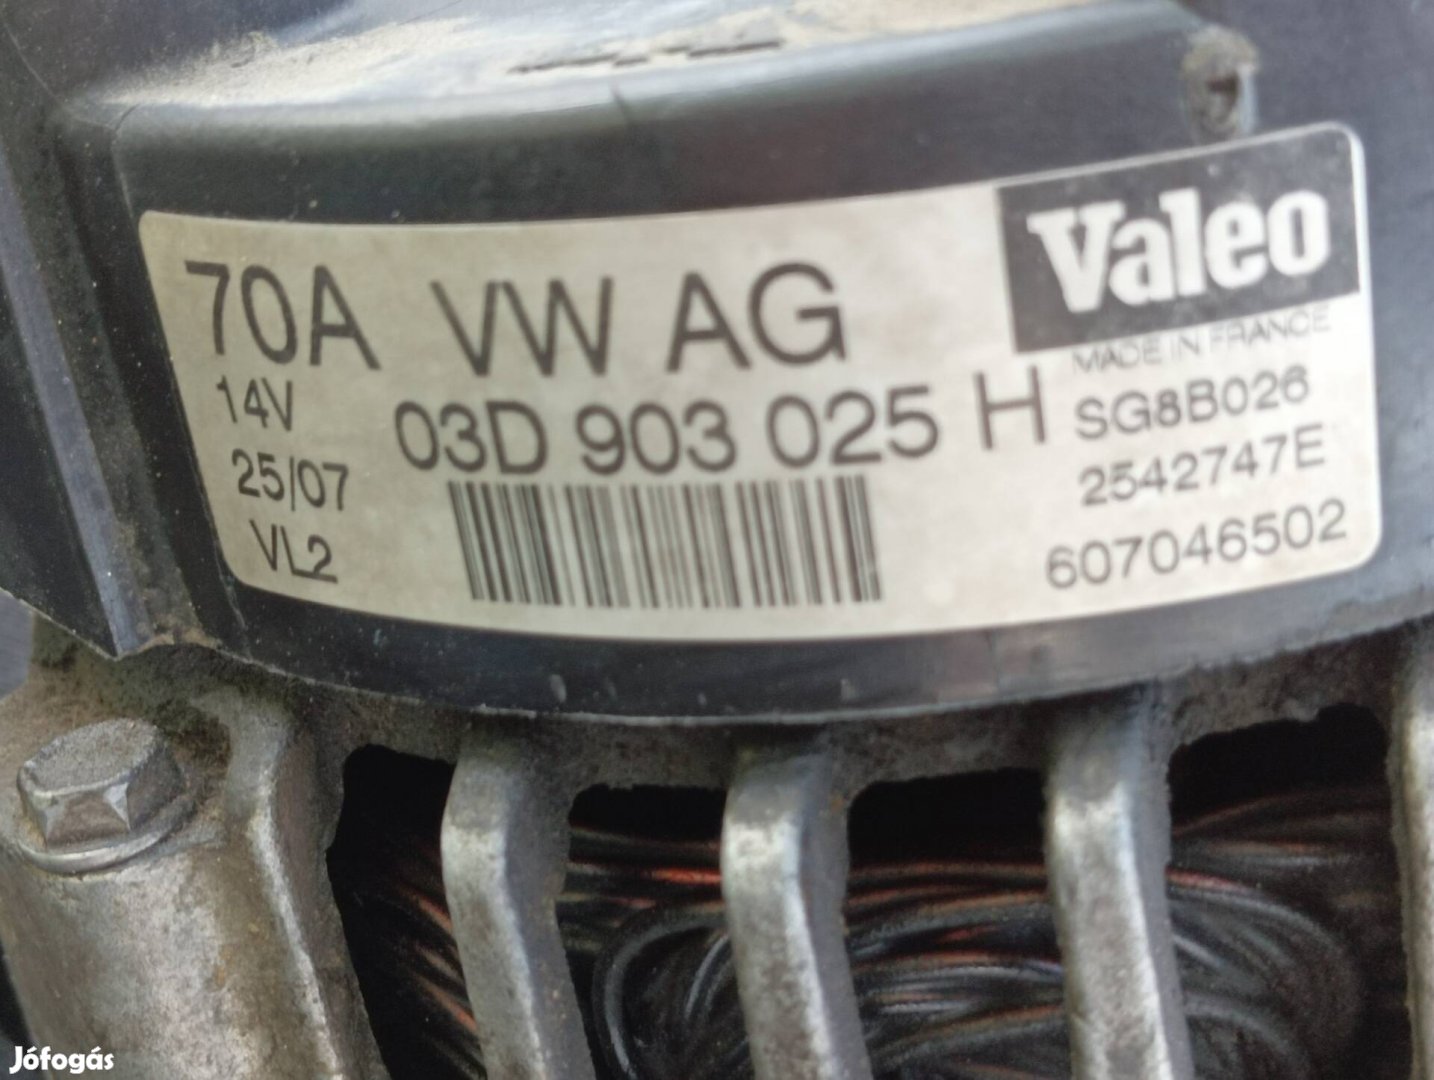 70A VW AG Valeo
MADE IN FRANCE
14V 03D 903 025 H SG8B026
25/07 2542747E
VL2 607046502
Jófogás